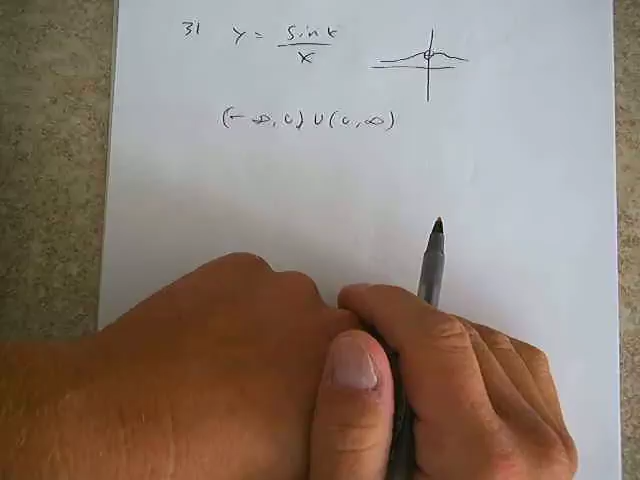 31 y = sin x / x
(-∞, 0) ∪ (0, ∞)